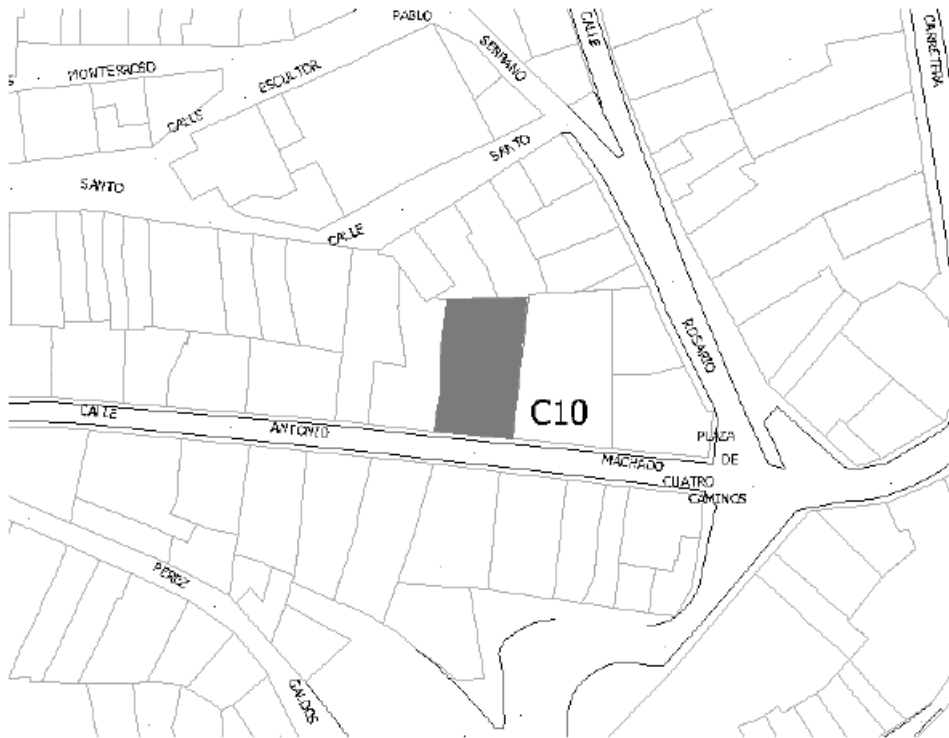 PABLO
CALLE
CARRETERA
SERRANO
MONTERROSO
ESCULTOR
CALLE
SANTO
SANTO
CALLE
ROSARIO
CALLE
ANTONIO
C10
PLAZA
MACHADO
DE
CUATRO
CAMINOS
PEREZ
GALDOS